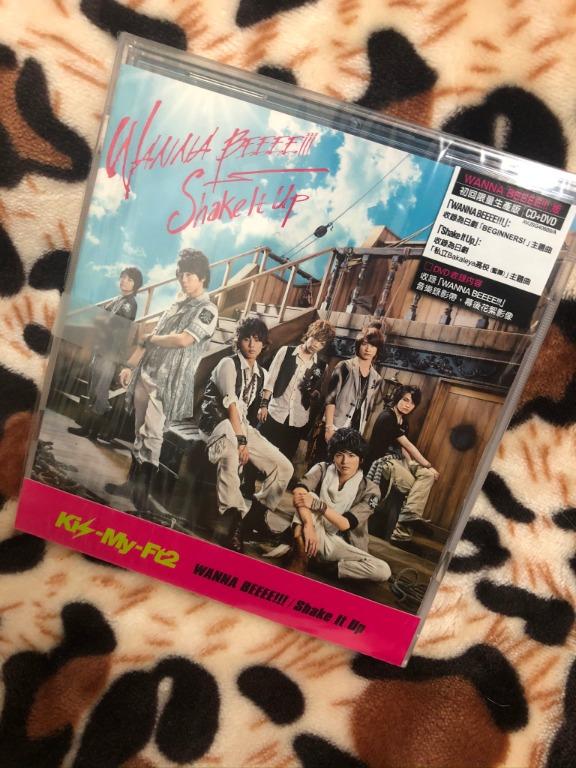 WANNA BEEEE!!!
Shake It Up
WANNA BEEEE!!! 版
初回限量生產版 CD+DVD
「WANNA BEEEE!!!」：
收錄為日劇「BEGINNERS!」主題曲
「Shake It Up」：
收錄為日劇
「私立Bakaleya高校（電廠）」主題曲
□DVD收錄內容
收錄「WANNA BEEEE!!!」
音樂錄影帶、幕後花絮影像
Kis-My-Ft2
WANNA BEEEE!!! / Shake It Up